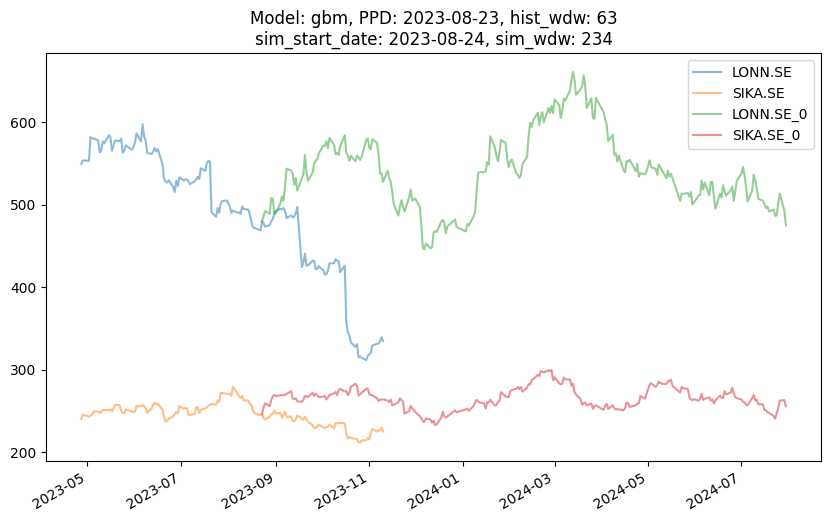 Model: gbm, PPD: 2023-08-23, hist_wdw: 63
sim_start_date: 2023-08-24, sim_wdw: 234
LONN.SE
SIKA.SE
LONN.SE_0
SIKA.SE_0
600
500
400
300
200
2023-05
2023-07
2023-09
2023-11
2024-01
2024-03
2024-05
2024-07